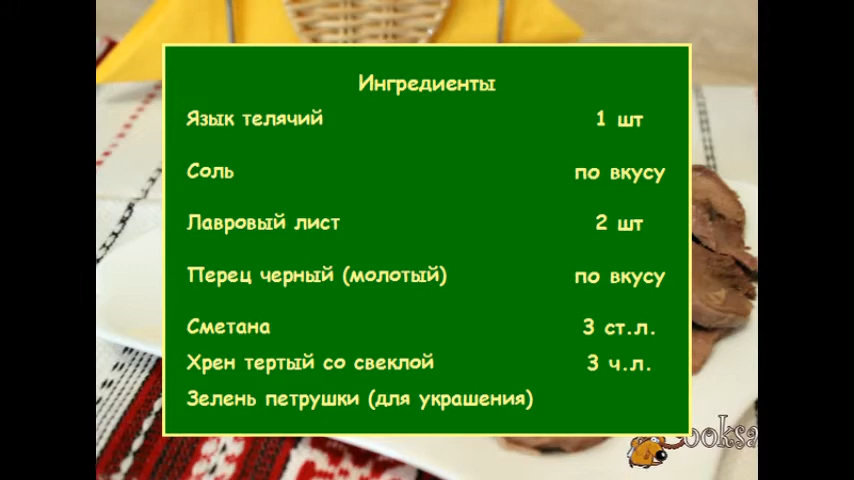 Ингредиенты
Язык телячий 1 шт
Соль по вкусу
Лавровый лист 2 шт
Перец черный (молотый) по вкусу
Сметана 3 ст.л.
Хрен тертый со свеклой 3 ч.л.
Зелень петрушки (для украшения)